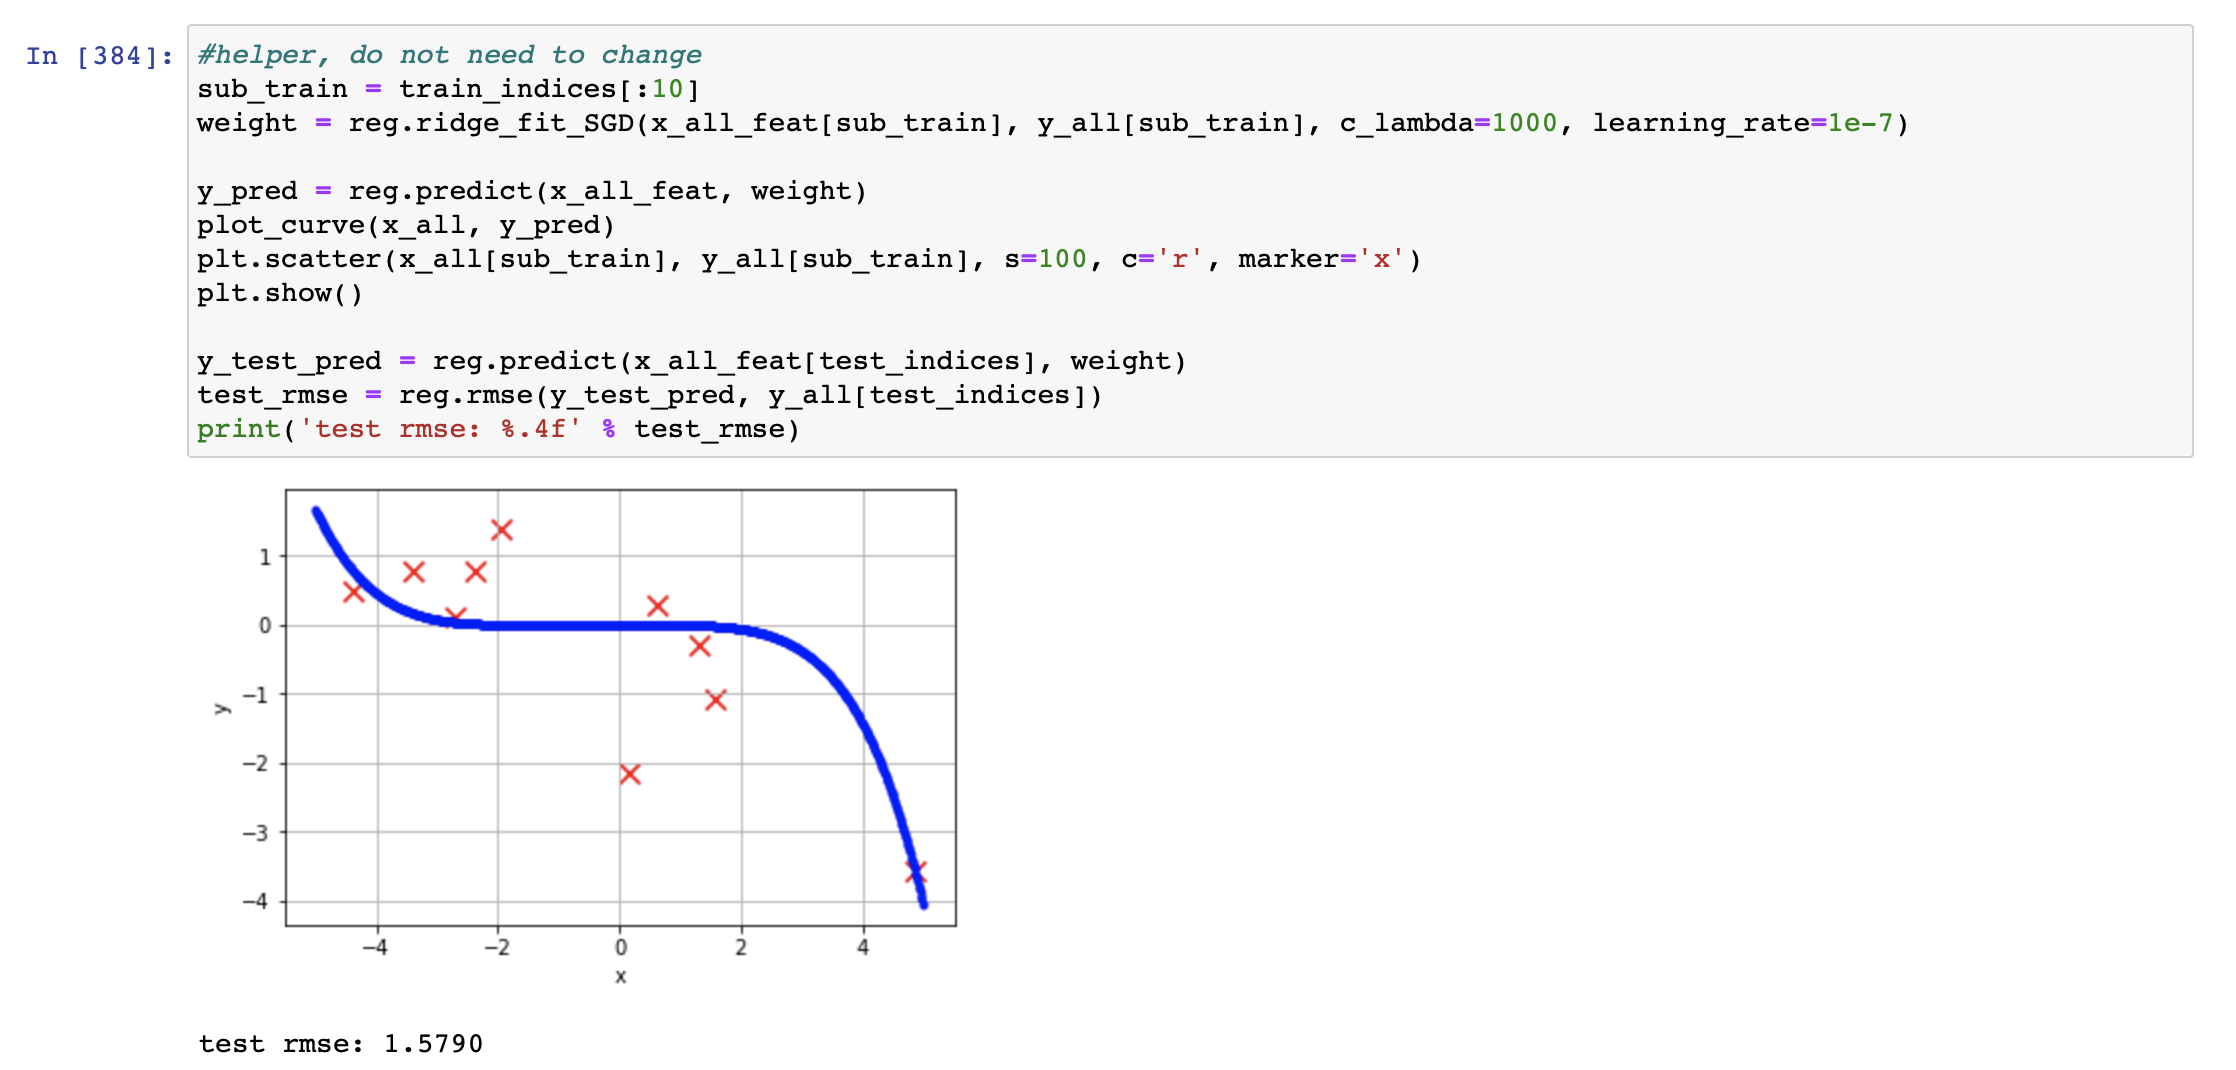 In [384]:
#helper, do not need to change
sub_train = train_indices[:10]
weight = reg.ridge_fit_SGD(x_all_feat[sub_train], y_all[sub_train], c_lambda=1000, learning_rate=1e-7)
y_pred = reg.predict(x_all_feat, weight)
plot_curve(x_all, y_pred)
plt.scatter(x_all[sub_train], y_all[sub_train], s=100, c='r', marker='x')
plt.show()
y_test_pred = reg.predict(x_all_feat[test_indices], weight)
test_rmse = reg.rmse(y_test_pred, y_all[test_indices])
print('test rmse: %.4f' % test_rmse)
1
0
−1
−2
−3
−4
y
−4 −2 0 2 4
x
test rmse: 1.5790